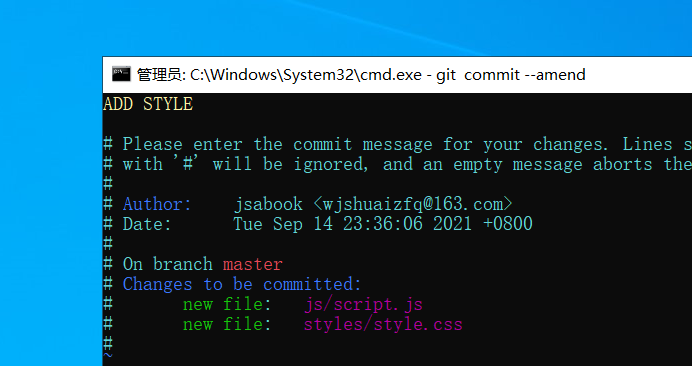 管理员: C:\Windows\System32\cmd.exe - git  commit --amend
ADD STYLE
# Please enter the commit message for your changes. Lines s
# with '#' will be ignored, and an empty message aborts the
#
# Author:    jsabook <wjshuaizfq@163.com>
# Date:      Tue Sep 14 23:36:06 2021 +0800
#
# On branch master
# Changes to be committed:
#       new file:   js/script.js
#       new file:   styles/style.css
#
~